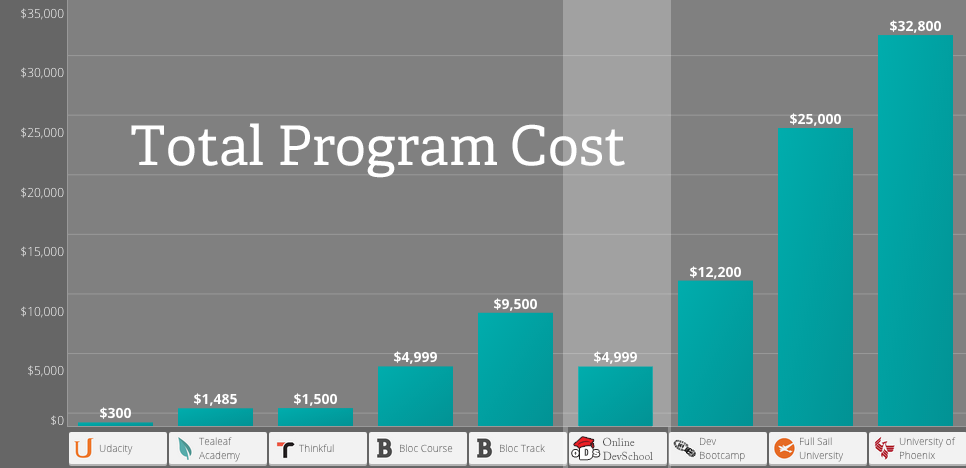 $35,000
$30,000
$25,000
$20,000
$15,000
$10,000
$5,000
$0
Total Program Cost
$300
$1,485
$1,500
$4,999
$9,500
$4,999
$12,200
$25,000
$32,800
Udacity
Tealeaf
Academy
Thinkful
B Bloc Course
B Bloc Track
ODS Online
DevSchool
Dev
Bootcamp
Full Sail
University
University of
Phoenix